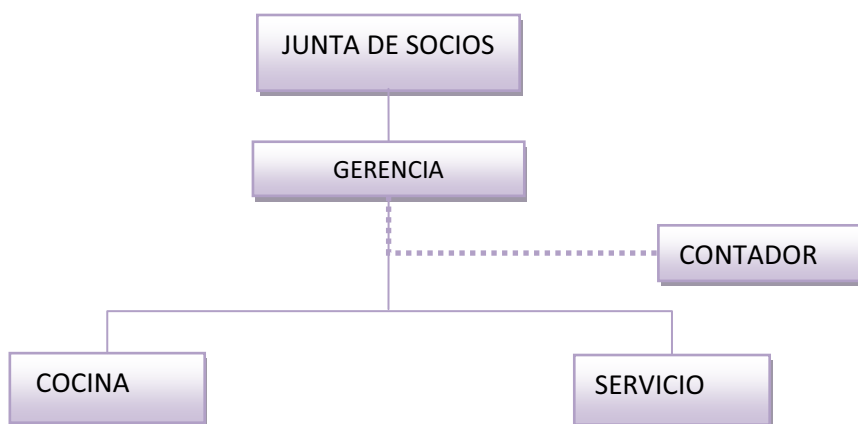 JUNTA DE SOCIOS
GERENCIA
CONTADOR
COCINA
SERVICIO